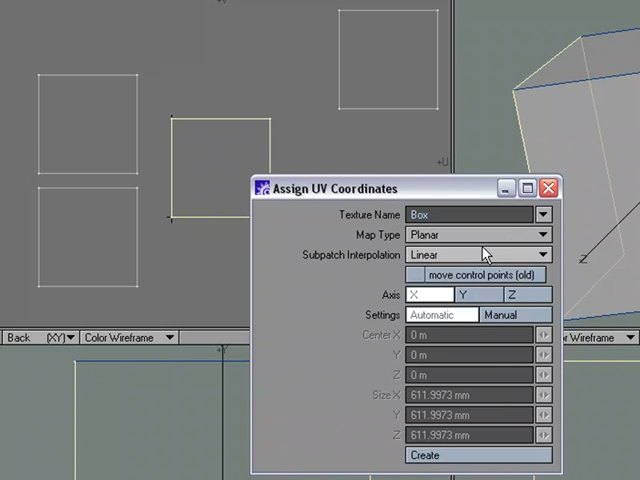 +U
Assign UV Coordinates
Texture Name Box
Map Type Planar
Subpatch Interpolation Linear
move control points (old)
Axis X Y Z
Settings Automatic Manual
Center X 0 m
Y 0 m
Z 0 m
Size X 611.9973 mm
Y 611.9973 mm
Z 611.9973 mm
Create
Z
Back (XY) Color Wireframe
r Wireframe
+Y